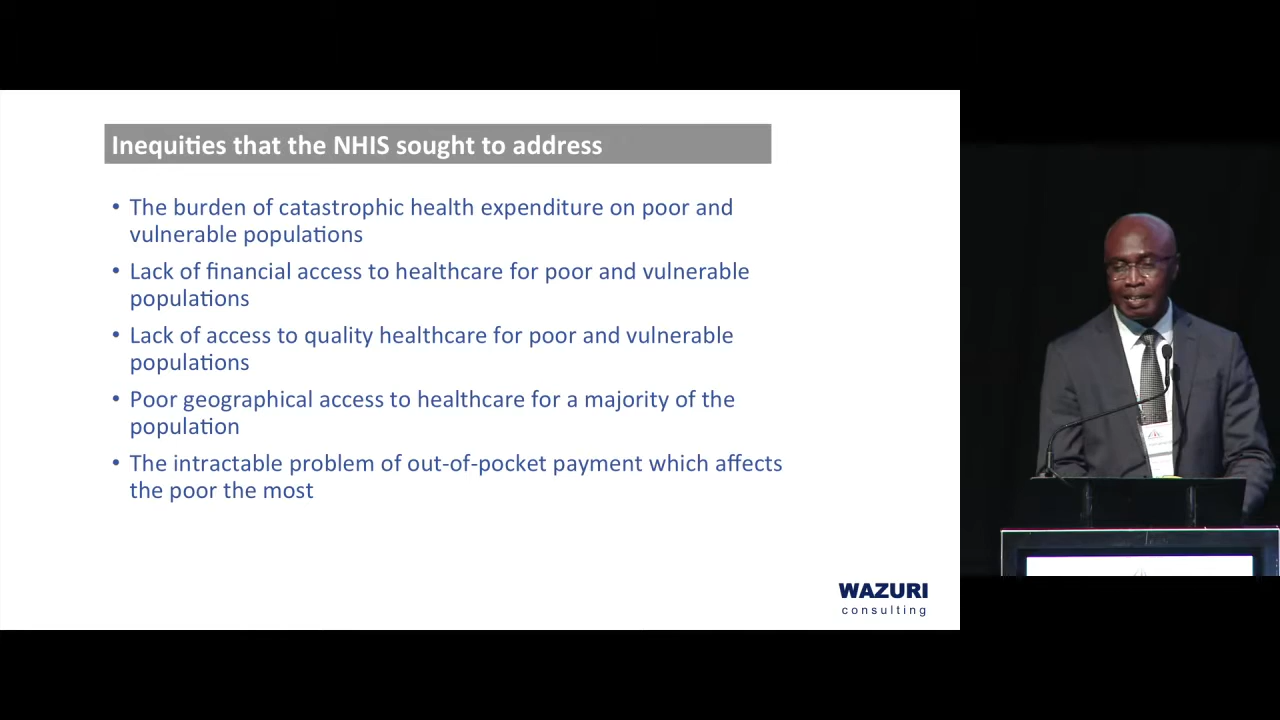 Inequities that the NHIS sought to address
• The burden of catastrophic health expenditure on poor and
vulnerable populations
• Lack of financial access to healthcare for poor and vulnerable
populations
• Lack of access to quality healthcare for poor and vulnerable
populations
• Poor geographical access to healthcare for a majority of the
population
• The intractable problem of out-of-pocket payment which affects
the poor the most
WAZURI
consulting